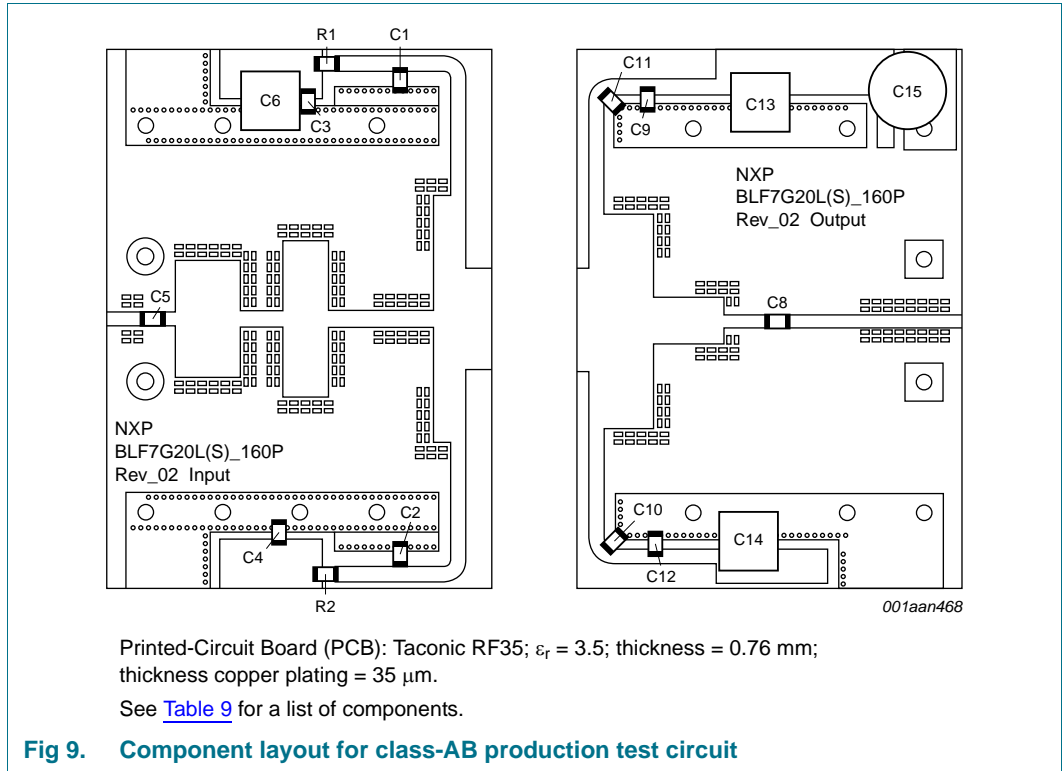 R1
C1
C6
C3
C5
NXP
BLF7G20L(S)_160P
Rev_02 Input
C4
C2
R2
C11
C9
C13
C15
NXP
BLF7G20L(S)_160P
Rev_02 Output
C8
C10
C12
C14
001aan468
Printed-Circuit Board (PCB): Taconic RF35; εr = 3.5; thickness = 0.76 mm;
thickness copper plating = 35 μm.
See Table 9 for a list of components.
Fig 9. Component layout for class-AB production test circuit